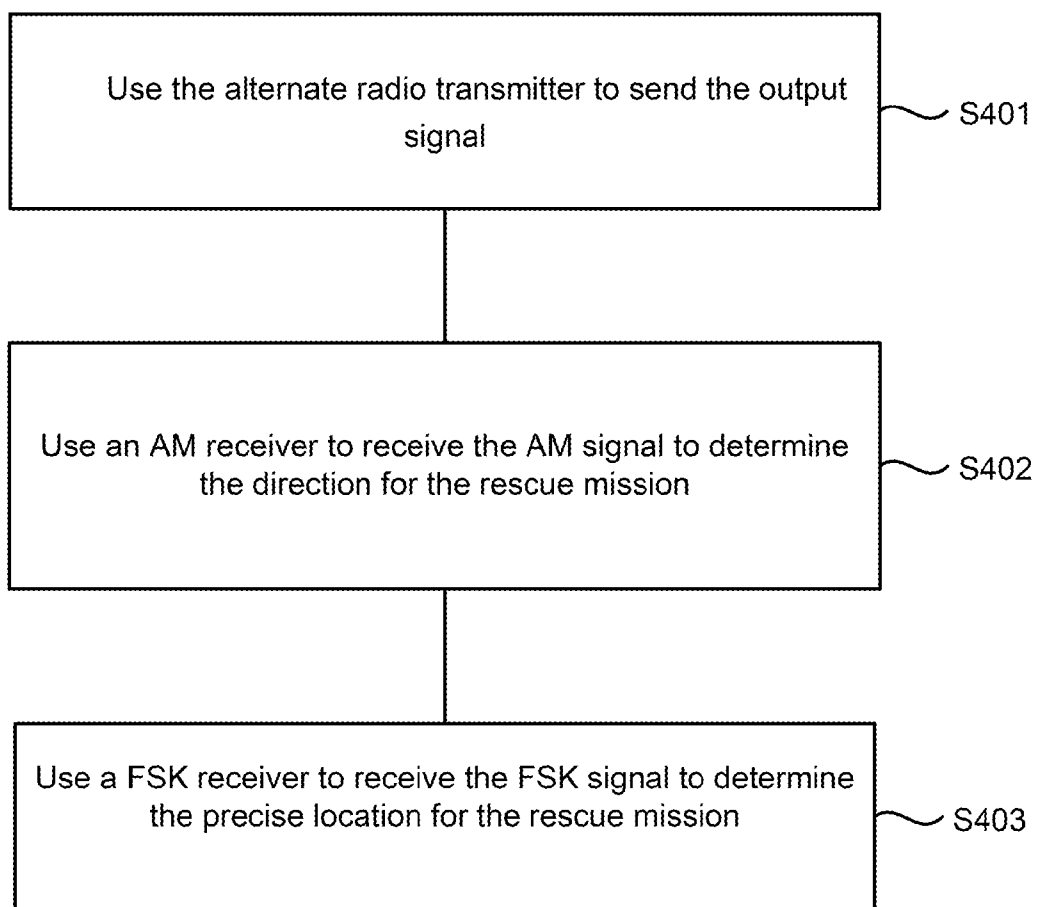 Use the alternate radio transmitter to send the output
signal
S401
Use an AM receiver to receive the AM signal to determine
the direction for the rescue mission
S402
Use a FSK receiver to receive the FSK signal to determine
the precise location for the rescue mission
S403